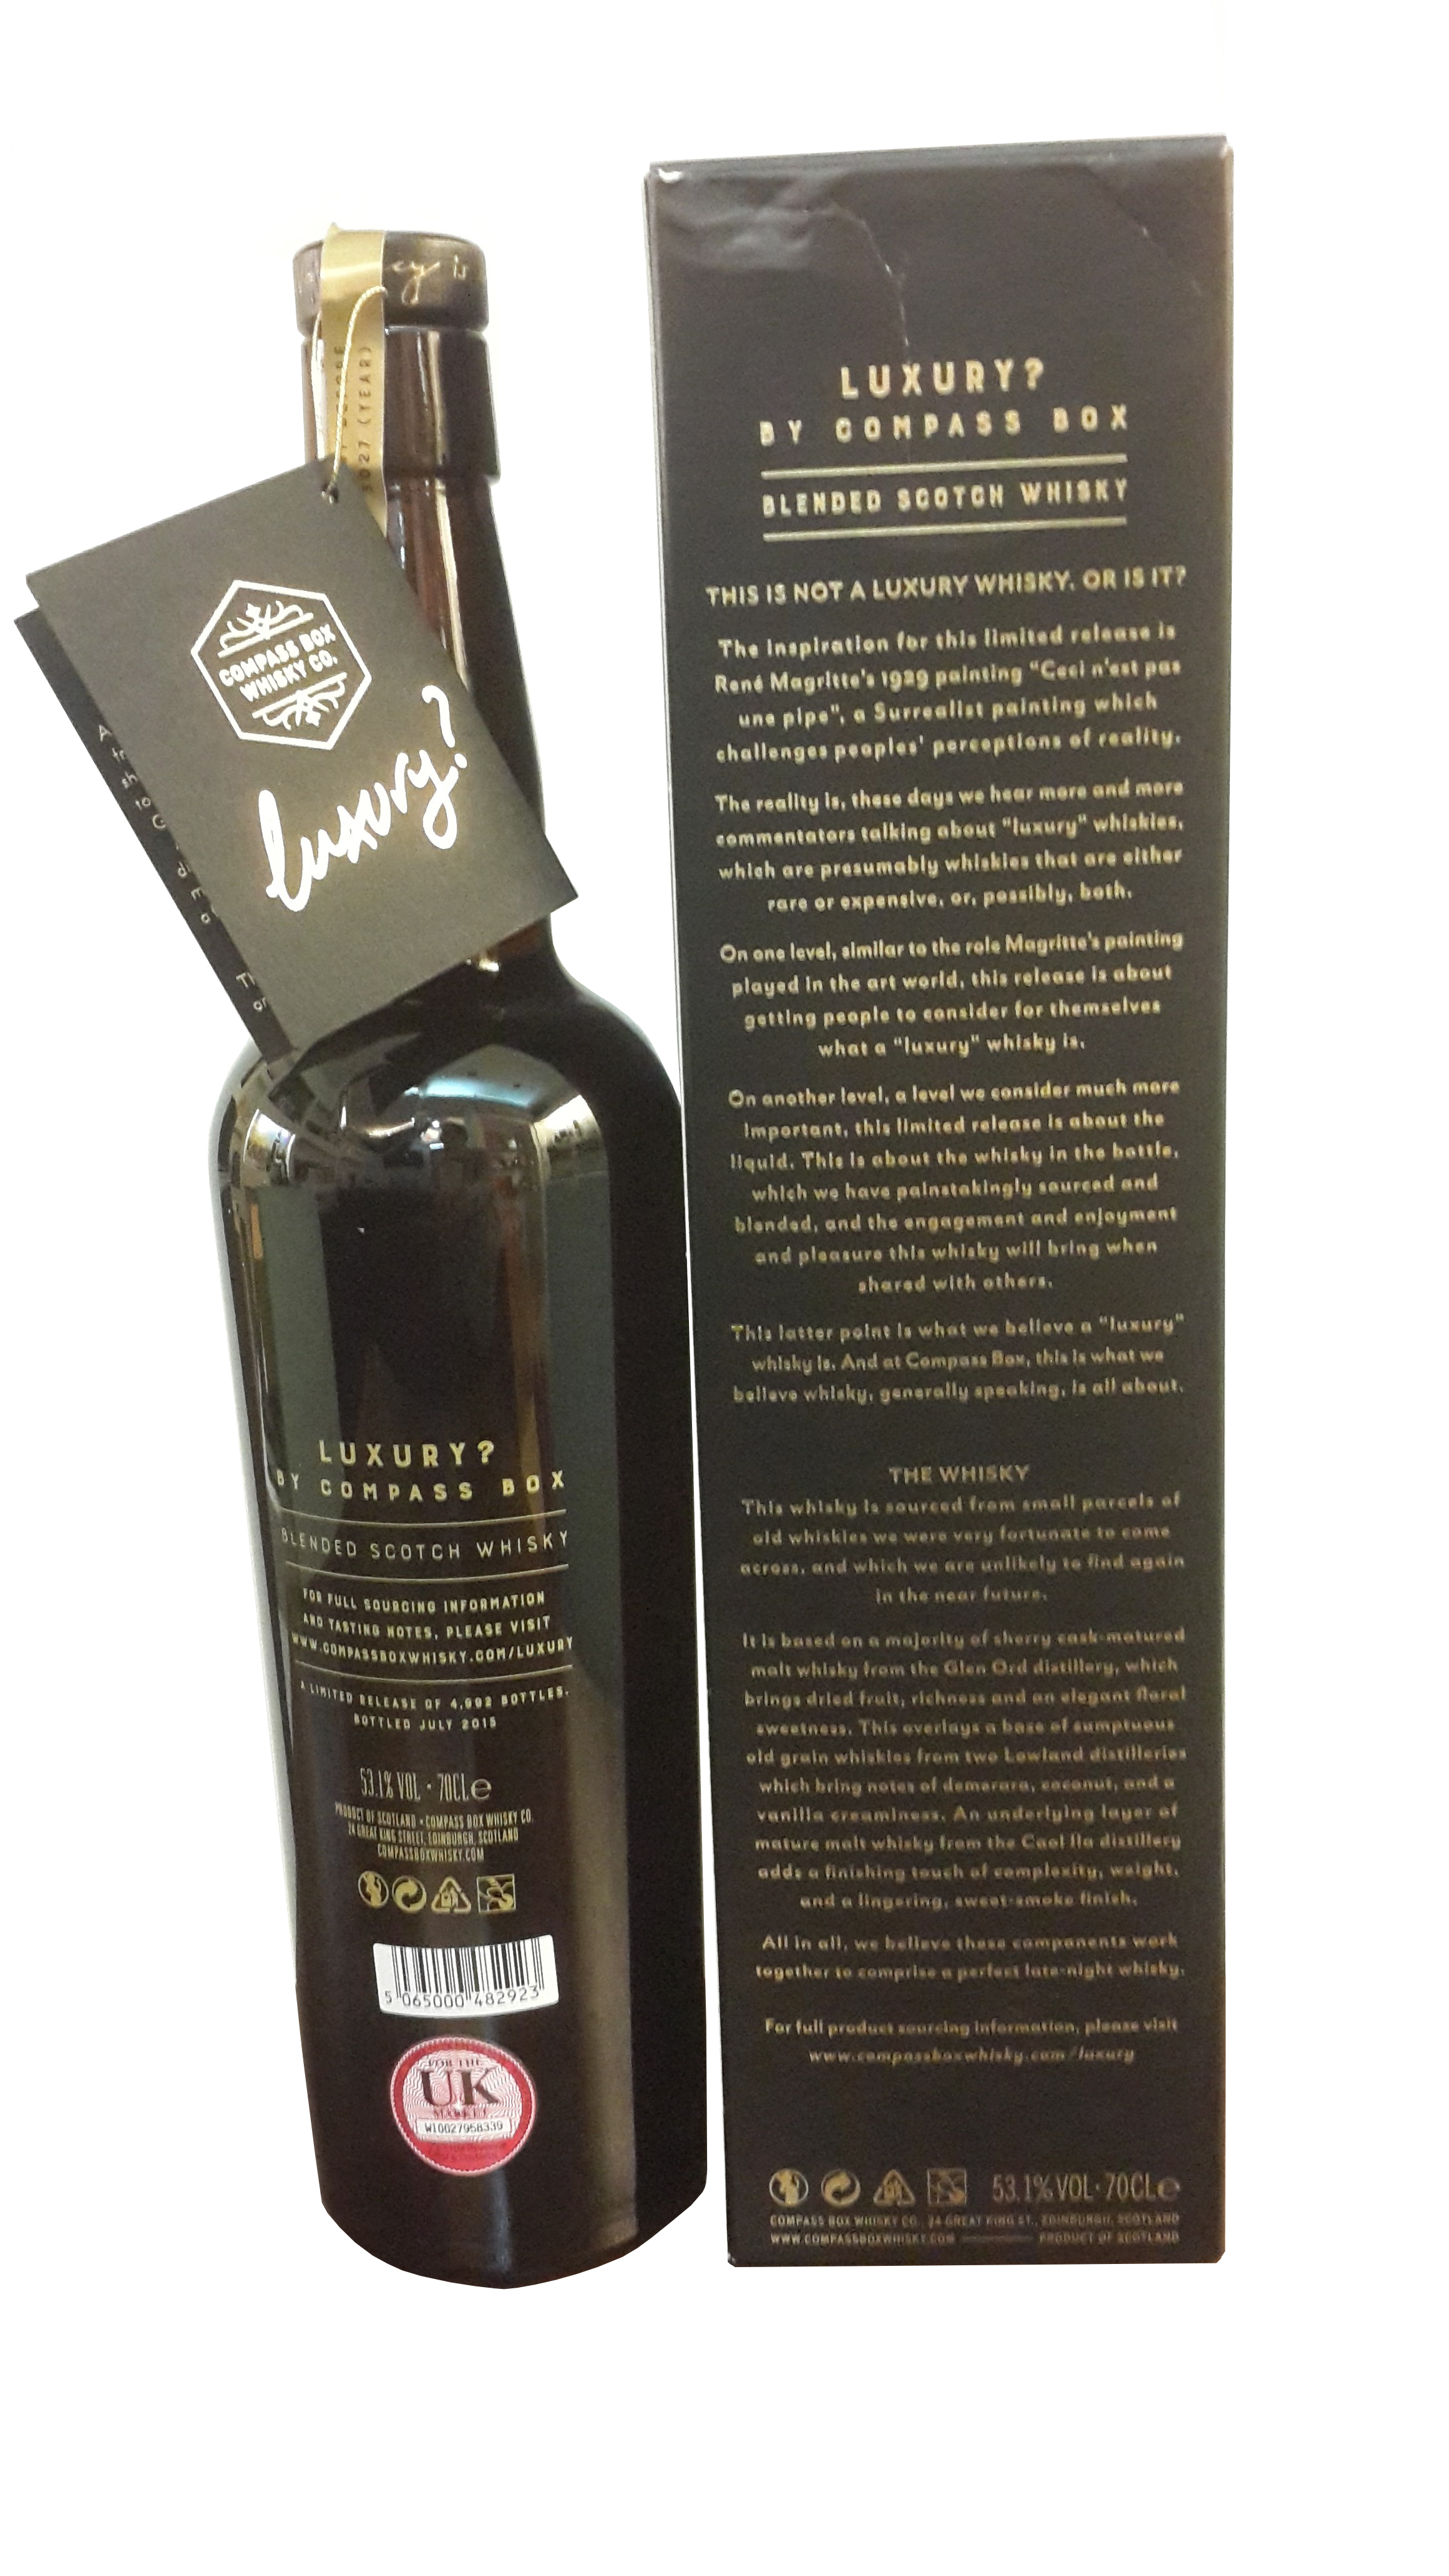 cy is
3027 (YEAR)
COMPASS BOX
WHISKY CO.
luxury?
LUXURY?
BY COMPASS BOX
BLENDED SCOTCH WHISKY
FOR FULL SOURCING INFORMATION
AND TASTING NOTES, PLEASE VISIT
WWW.COMPASSBOXWHISKY.COM/LUXURY
A LIMITED RELEASE OF 4,992 BOTTLES.
BOTTLED JULY 2015
53.1% VOL · 70CL e
PRODUCT OF SCOTLAND • COMPASS BOX WHISKY CO.
24 GREAT KING STREET, EDINBURGH, SCOTLAND
COMPASSBOXWHISKY.COM
5 065000 482923
FOR THE
UK
MARKET
W10027958339
LUXURY?
BY COMPASS BOX
BLENDED SCOTCH WHISKY
THIS IS NOT A LUXURY WHISKY. OR IS IT?
The inspiration for this limited release is
René Magritte's 1929 painting "Ceci n'est pas
une pipe", a Surrealist painting which
challenges peoples' perceptions of reality.
The reality is, these days we hear more and more
commentators talking about "luxury" whiskies,
which are presumably whiskies that are either
rare or expensive, or, possibly, both.
On one level, similar to the role Magritte's painting
played in the art world, this release is about
getting people to consider for themselves
what a "luxury" whisky is.
On another level, a level we consider much more
important, this limited release is about the
liquid. This is about the whisky in the bottle,
which we have painstakingly sourced and
blended, and the engagement and enjoyment
and pleasure this whisky will bring when
shared with others.
This latter point is what we believe a "luxury"
whisky is. And at Compass Box, this is what we
believe whisky, generally speaking, is all about.
THE WHISKY
This whisky is sourced from small parcels of
old whiskies we were very fortunate to come
across, and which we are unlikely to find again
in the near future.
It is based on a majority of sherry cask-matured
malt whisky from the Glen Ord distillery, which
brings dried fruit, richness and an elegant floral
sweetness. This overlays a base of sumptuous
old grain whiskies from two Lowland distilleries
which bring notes of demerara, coconut, and a
vanilla creaminess. An underlying layer of
mature malt whisky from the Caol Ila distillery
adds a finishing touch of complexity, weight,
and a lingering, sweet-smoke finish.
All in all, we believe these components work
together to comprise a perfect late-night whisky.
For full product sourcing information, please visit
www.compassboxwhisky.com/luxury
53.1% VOL · 70CL e
COMPASS BOX WHISKY CO. 24 GREAT KING ST., EDINBURGH, SCOTLAND
WWW.COMPASSBOXWHISKY.COM PRODUCT OF SCOTLAND